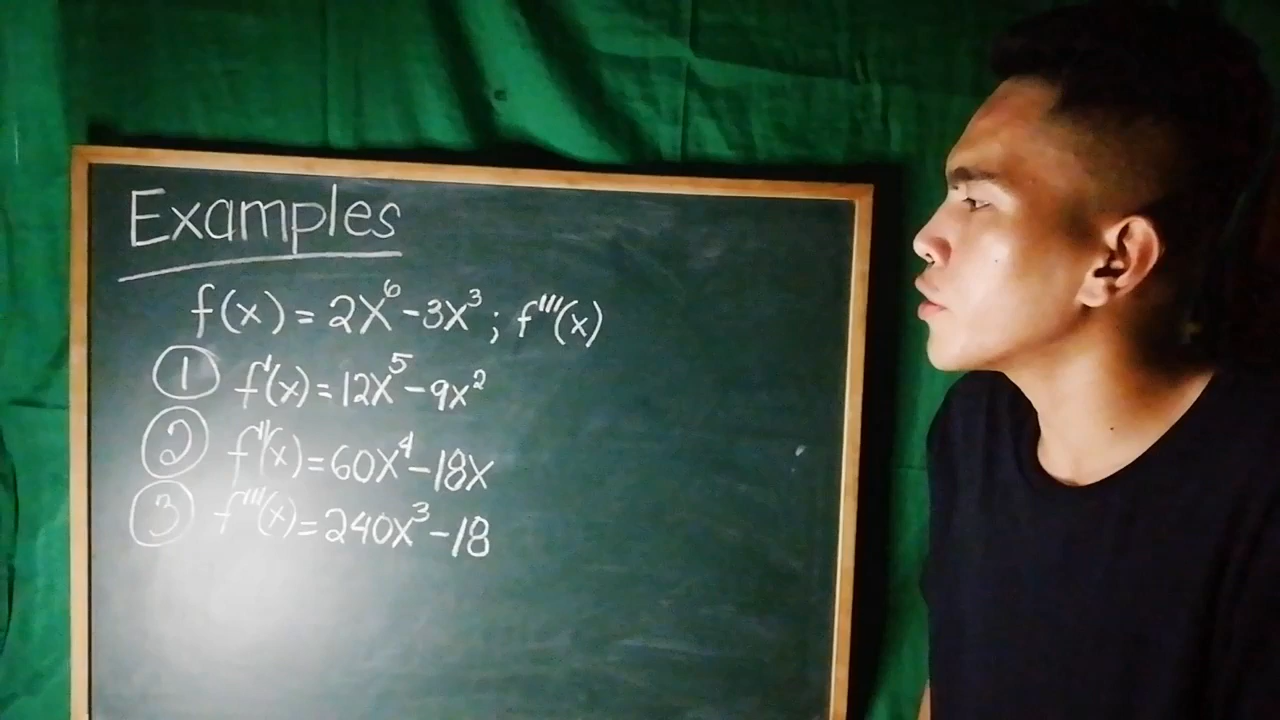 Examples
f(x) = 2x⁶ - 3x³ ; f'''(x)
① f'(x) = 12x⁵ - 9x²
② f''(x) = 60x⁴ - 18x
③ f'''(x) = 240x³ - 18